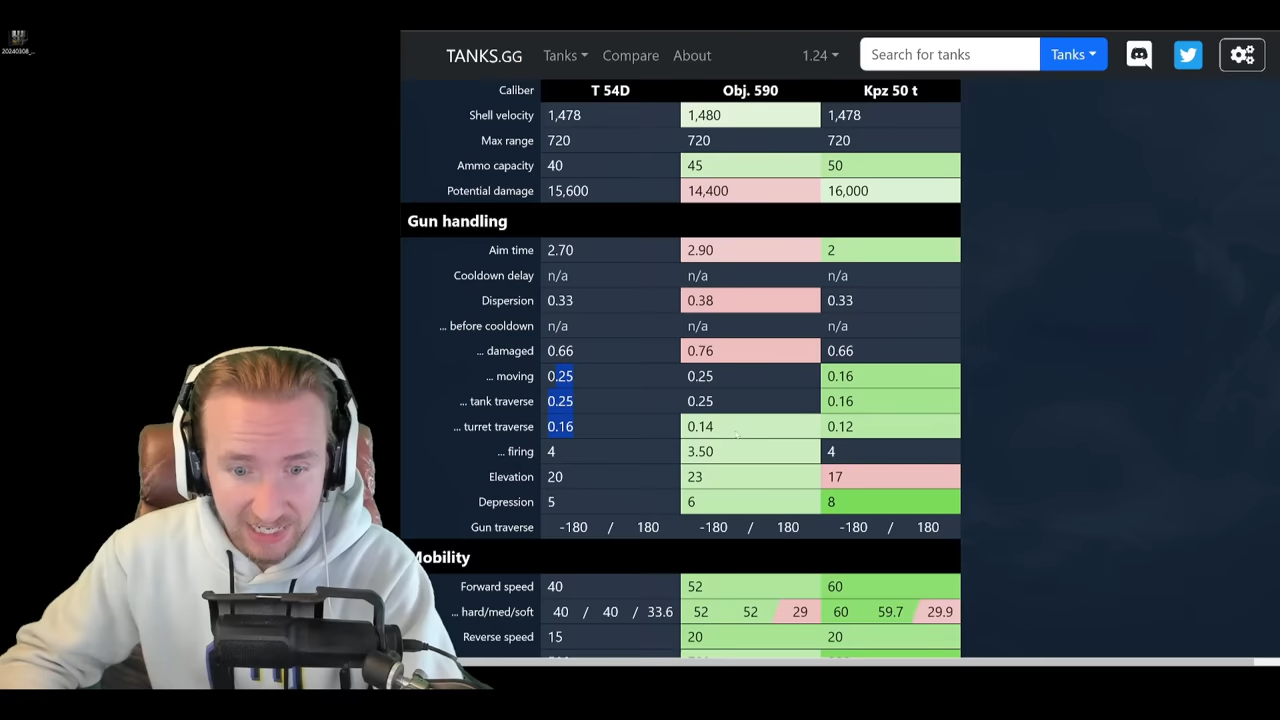 20240308_...
TANKS.GG Tanks Compare About 1.24 Search for tanks Tanks
Caliber T 54D Obj. 590 Kpz 50 t
Shell velocity 1,478 1,480 1,478
Max range 720 720 720
Ammo capacity 40 45 50
Potential damage 15,600 14,400 16,000
Gun handling
Aim time 2.70 2.90 2
Cooldown delay n/a n/a n/a
Dispersion 0.33 0.38 0.33
... before cooldown n/a n/a n/a
... damaged 0.66 0.76 0.66
... moving 0.25 0.25 0.16
... tank traverse 0.25 0.25 0.16
... turret traverse 0.16 0.14 0.12
... firing 4 3.50 4
Elevation 20 23 17
Depression 5 6 8
Gun traverse -180 / 180 -180 / 180 -180 / 180
Mobility
Forward speed 40 52 60
... hard/med/soft 40 / 40 / 33.6 52 52 29 60 59.7 29.9
Reverse speed 15 20 20